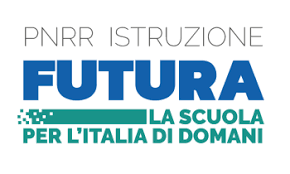 PNRR ISTRUZIONE
FUTURA
LA SCUOLA
PER L'ITALIA DI DOMANI